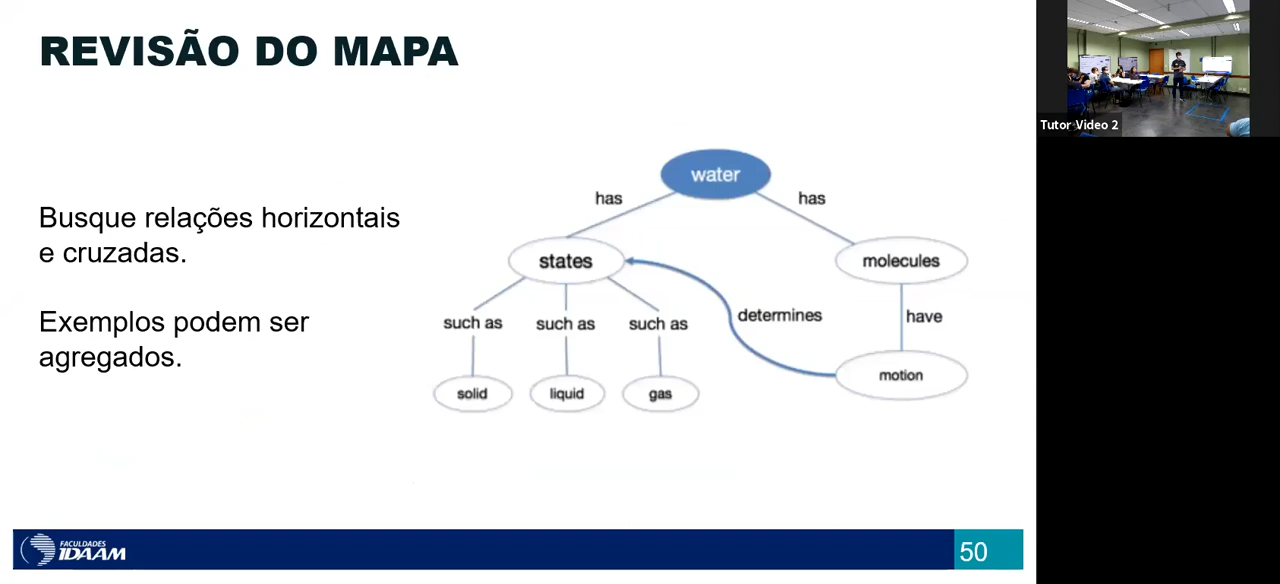 REVISÃO DO MAPA
Tutor Video 2
Busque relações horizontais
e cruzadas.
Exemplos podem ser
agregados.
water
has
has
states
molecules
such as
such as
such as
determines
have
solid
liquid
gas
motion
FACULDADES
IDAAM
50